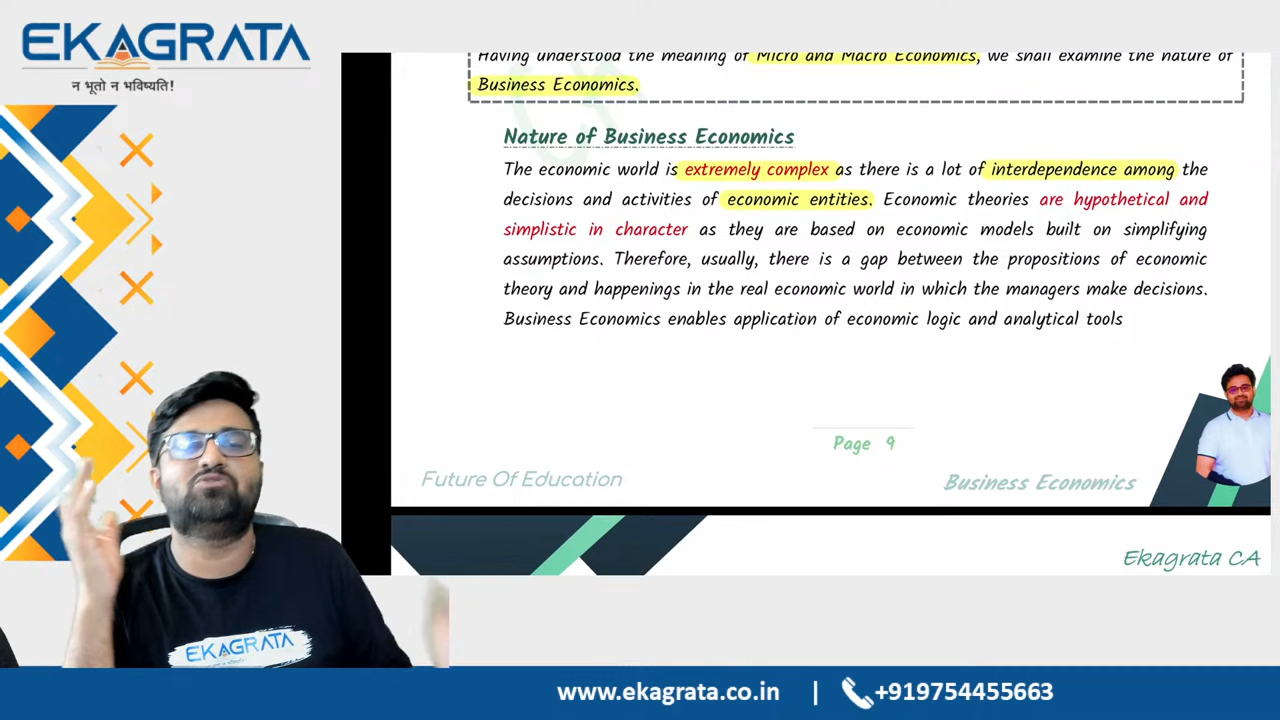 EKAGRATA
न भूतो न भविष्यति!
Having understood the meaning of Micro and Macro Economics, we shall examine the nature of
Business Economics.
Nature of Business Economics
The economic world is extremely complex as there is a lot of interdependence among the
decisions and activities of economic entities. Economic theories are hypothetical and
simplistic in character as they are based on economic models built on simplifying
assumptions. Therefore, usually, there is a gap between the propositions of economic
theory and happenings in the real economic world in which the managers make decisions.
Business Economics enables application of economic logic and analytical tools
Page 9
Future Of Education
Business Economics
Ekagrata CA
EKAGRATA
www.ekagrata.co.in | +919754455663